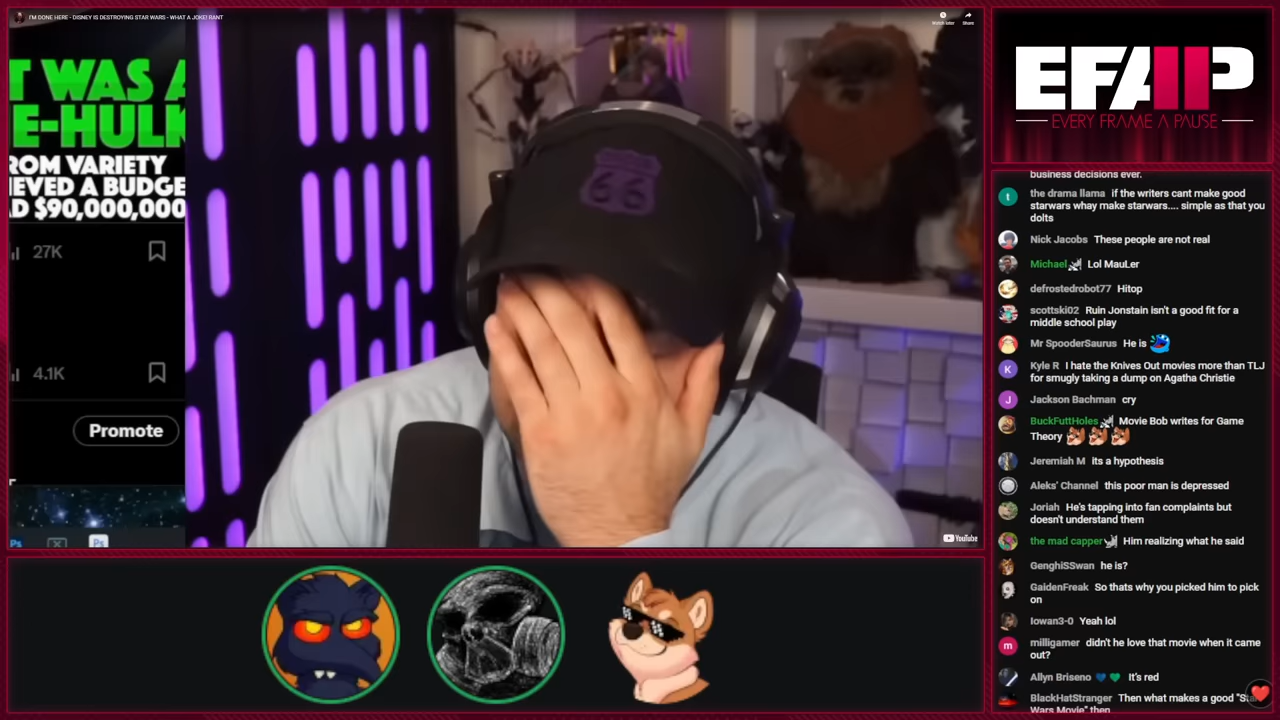 I'M DONE HERE - DISNEY IS DESTROYING STAR WARS - WHAT A JOKE! RANT
Watch later
Share
T WAS A
E-HULK
ROM VARIETY
IEVED A BUDGE
AD $90,000,000
27K
4.1K
Promote
Ps
Ps
66
YouTube
EFAP
EVERY FRAME A PAUSE
business decisions ever.
the drama llama if the writers cant make good
starwars whay make starwars.... simple as that you
dolts
Nick Jacobs These people are not real
Michael Lol MauLer
defrostedrobot77 Hitop
scottski02 Ruin Jonstain isn't a good fit for a
middle school play
Mr SpooderSaurus He is
Kyle R I hate the Knives Out movies more than TLJ
for smugly taking a dump on Agatha Christie
Jackson Bachman cry
BuckFuttHoles Movie Bob writes for Game
Theory
Jeremiah M its a hypothesis
Aleks' Channel this poor man is depressed
Joriah He's tapping into fan complaints but
doesn't understand them
the mad capper Him realizing what he said
GenghiSSwan he is?
GaidenFreak So thats why you picked him to pick
on
Iowan3-0 Yeah lol
milligamer didn't he love that movie when it came
out?
Allyn Briseno It's red
BlackHatStranger Then what makes a good "Star
Wars Movie" then